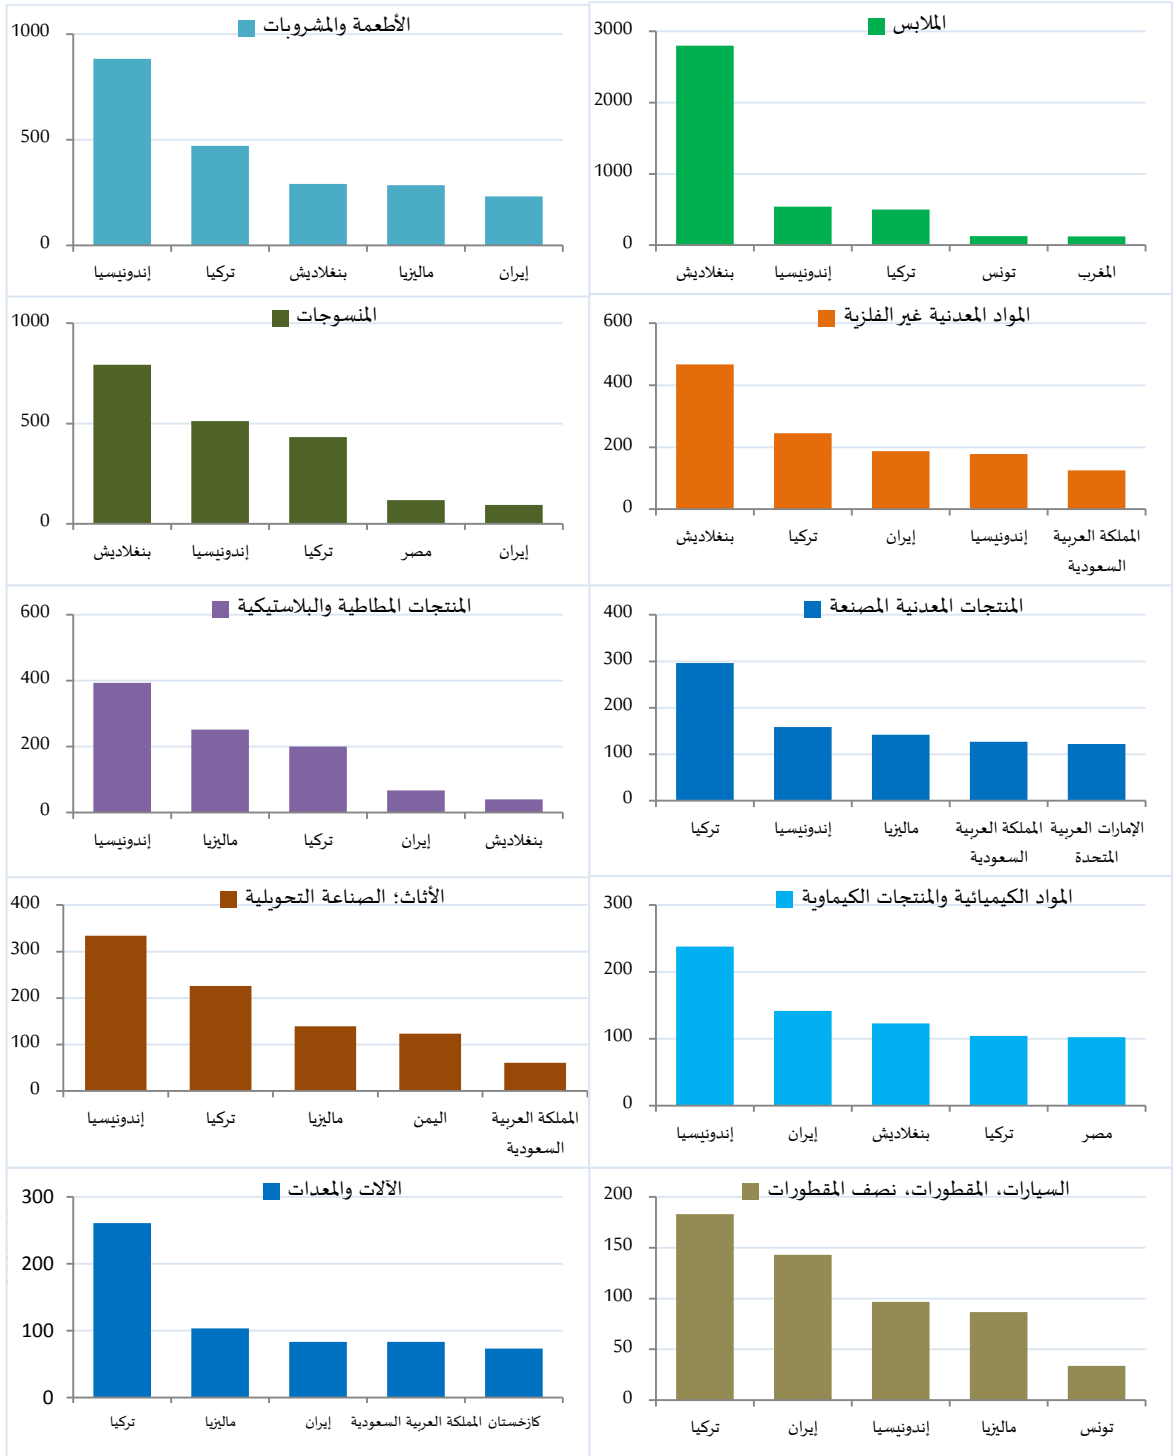 الأطعمة والمشروبات
1000
500
0
إندونيسيا تركيا بنغلاديش ماليزيا إيران
الملابس
3000
2000
1000
0
بنغلاديش إندونيسيا تركيا تونس المغرب
المنسوجات
1000
500
0
بنغلاديش إندونيسيا تركيا مصر إيران
المواد المعدنية غير الفلزية
600
400
200
0
بنغلاديش تركيا إيران إندونيسيا المملكة العربية
السعودية
المنتجات المطاطية والبلاستيكية
600
400
200
0
إندونيسيا ماليزيا تركيا إيران بنغلاديش
المنتجات المعدنية المصنعة
400
300
200
100
0
تركيا إندونيسيا ماليزيا المملكة العربية الإمارات العربية
السعودية المتحدة
الأثاث؛ الصناعة التحويلية
400
300
200
100
0
إندونيسيا تركيا ماليزيا اليمن المملكة العربية
السعودية
المواد الكيميائية والمنتجات الكيماوية
300
200
100
0
إندونيسيا إيران بنغلاديش تركيا مصر
الآلات والمعدات
300
200
100
0
تركيا ماليزيا إيران المملكة العربية السعودية كازخستان
السيارات، المقطورات، نصف المقطورات
200
150
100
50
0
تركيا إيران إندونيسيا ماليزيا تونس